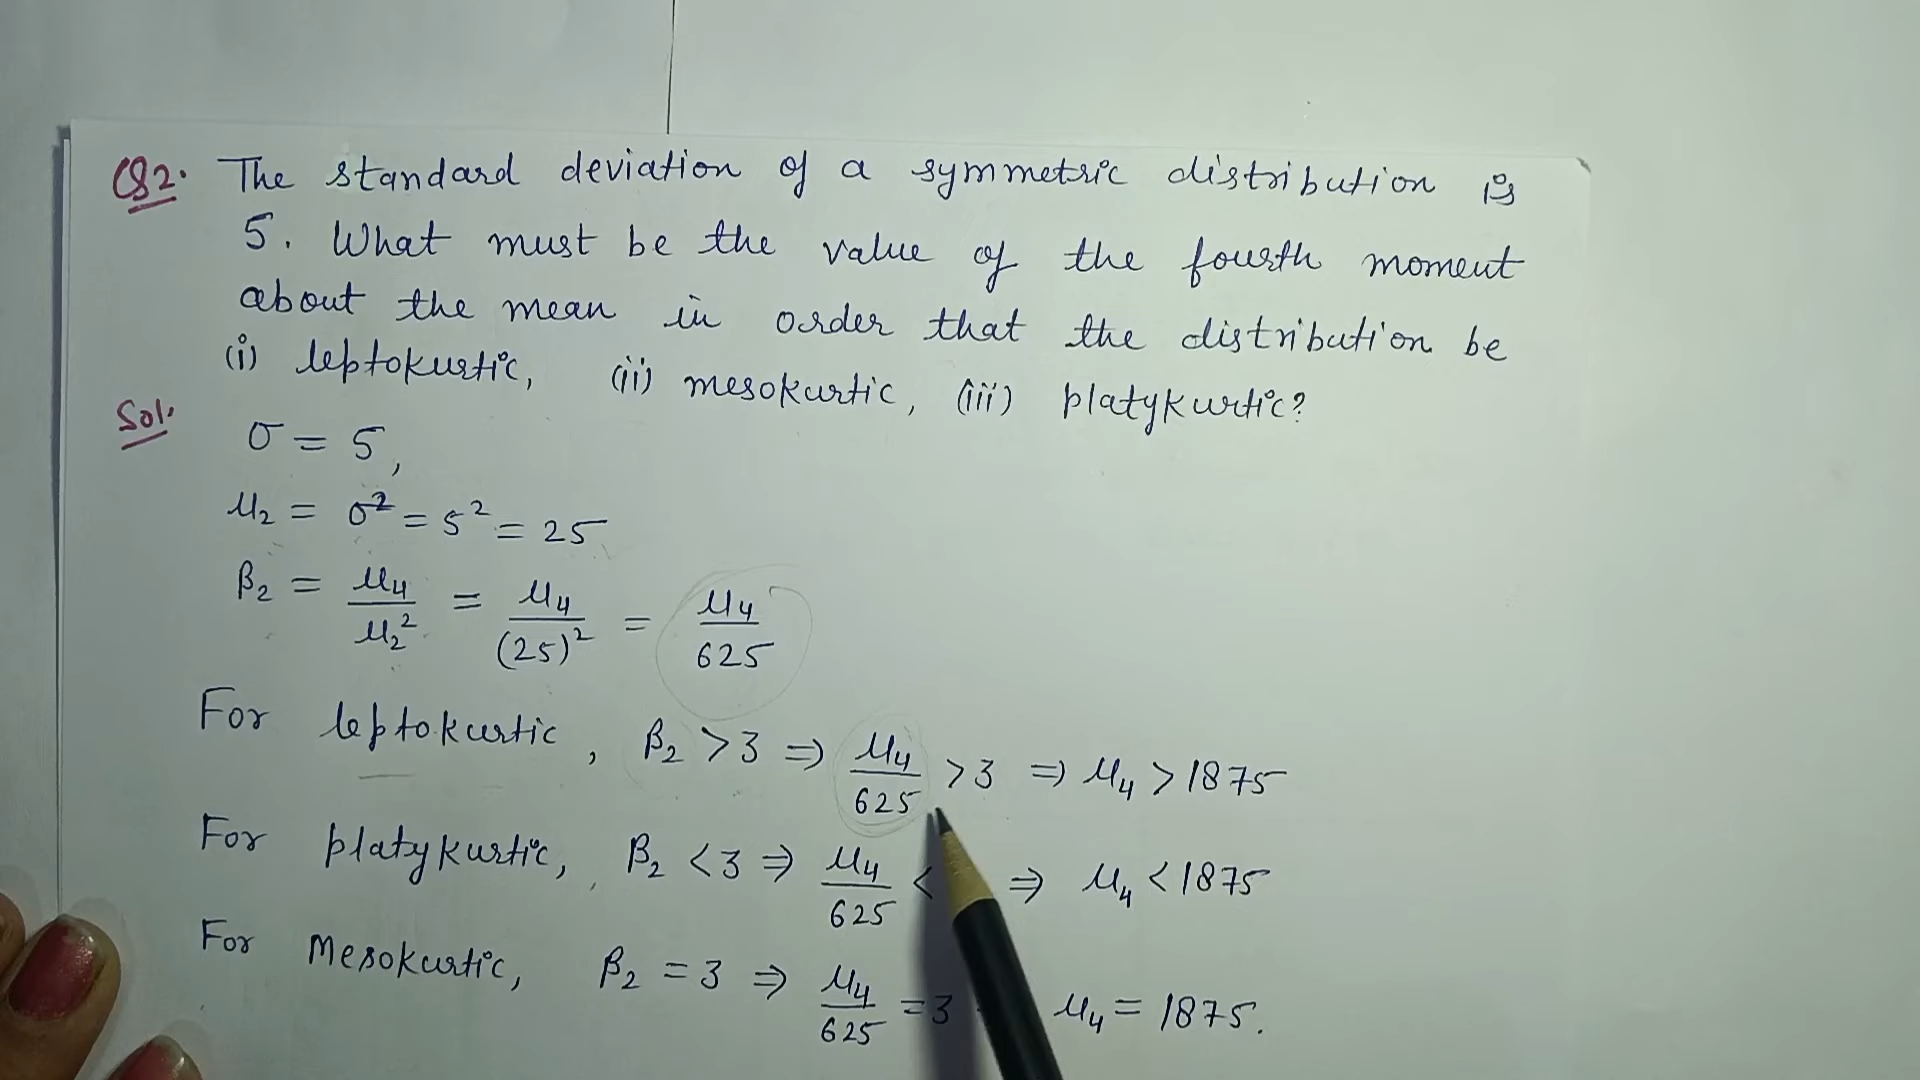 Q2. The standard deviation of a symmetric distribution is
5. What must be the value of the fourth moment
about the mean in order that the distribution be
(i) leptokurtic, (ii) mesokurtic, (iii) platykurtic?
Sol. σ = 5,
μ₂ = σ² = 5² = 25
β₂ = μ₄/μ₂² = μ₄/(25)² = μ₄/625
For leptokurtic, β₂ > 3 ⇒ μ₄/625 > 3 ⇒ μ₄ > 1875
For platykurtic, β₂ < 3 ⇒ μ₄/625 < ⇒ μ₄ < 1875
For Mesokurtic, β₂ = 3 ⇒ μ₄/625 = 3 μ₄ = 1875.